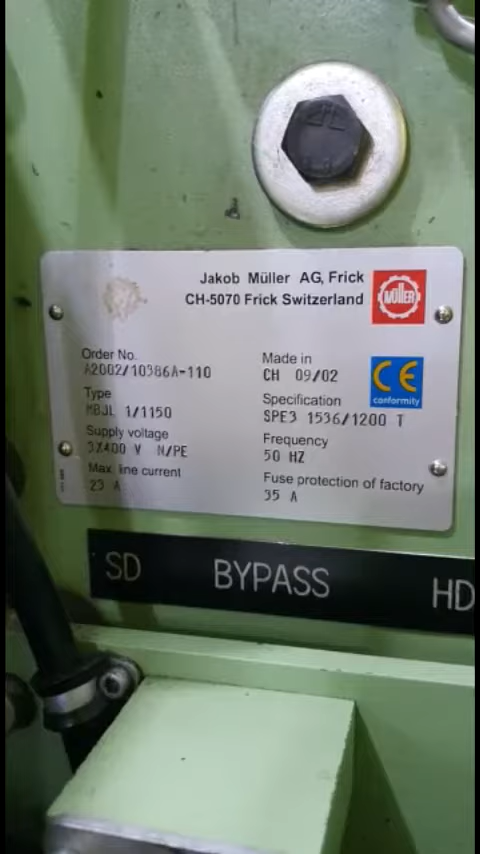 Jakob Müller AG, Frick
CH-5070 Frick Switzerland
MÜLLER
Order No.
A2002/10386A-110
Made in
CH 09/02
Type
MBJL 1/1150
Specification
SPE3 1536/1200 T
CE
conformity
Supply voltage
3X400 V N/PE
Frequency
50 HZ
Max. line current
23 A
Fuse protection of factory
35 A
SD BYPASS HD